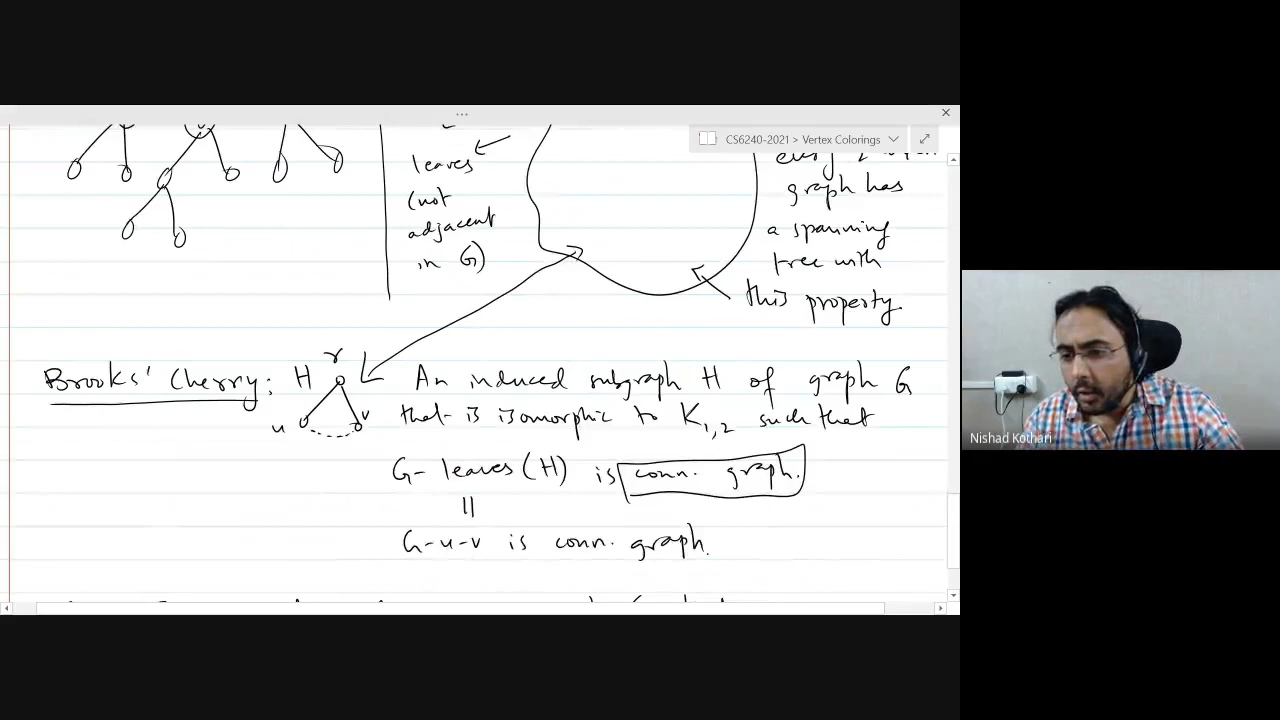 CS6240-2021 > Vertex Colorings
leaves
(not
adjacent
in G)
graph has
a spanning
tree with
this property.
Brooks' Cherry: H r An induced subgraph H of graph G
u v that is isomorphic to K1,2 such that
G- leaves (H) is conn. graph.
||
G-u-v is conn. graph.
Nishad Kothari